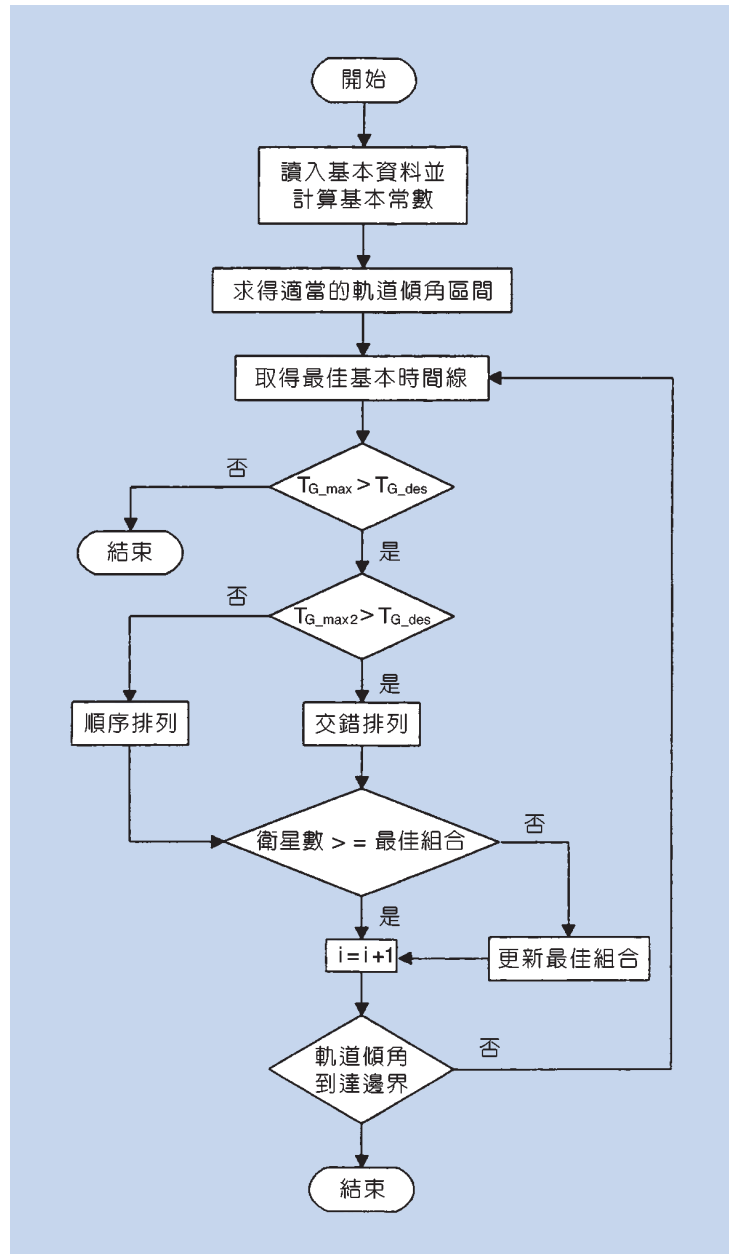 開始
讀入基本資料並
計算基本常數
求得適當的軌道傾角區間
取得最佳基本時間線
否
TG_max > TG_des
結束
是
否
TG_max2 > TG_des
是
順序排列
交錯排列
衛星數 > = 最佳組合
否
是
i = i+1
更新最佳組合
軌道傾角
到達邊界
否
結束